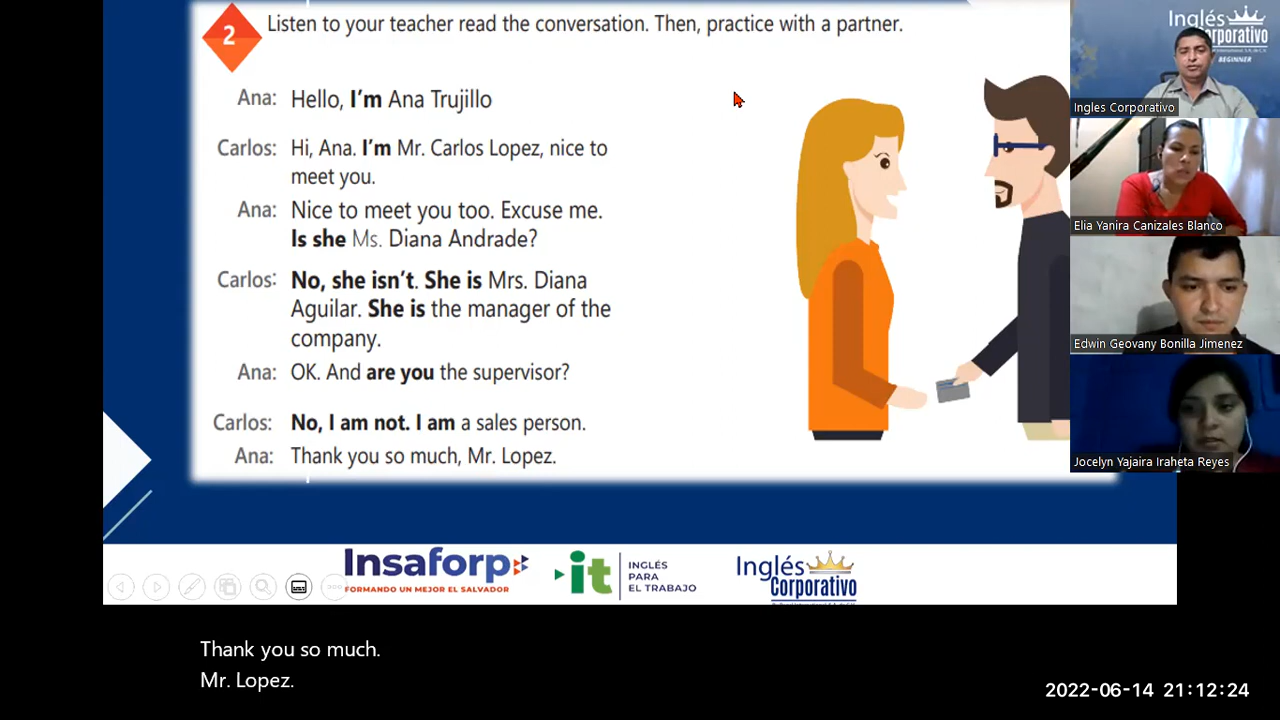 2
Listen to your teacher read the conversation. Then, practice with a partner.
Ana: Hello, I'm Ana Trujillo
Carlos: Hi, Ana. I'm Mr. Carlos Lopez, nice to
meet you.
Ana: Nice to meet you too. Excuse me.
Is she Ms. Diana Andrade?
Carlos: No, she isn't. She is Mrs. Diana
Aguilar. She is the manager of the
company.
Ana: OK. And are you the supervisor?
Carlos: No, I am not. I am a sales person.
Ana: Thank you so much, Mr. Lopez.
Inglés
Corporativo
BEGINNER
Ingles Corporativo
Elia Yanira Canizales Blanco
Edwin Geovany Bonilla Jimenez
Jocelyn Yajaira Iraheta Reyes
Insaforp
FORMANDO UN MEJOR EL SALVADOR
it
INGLÉS
PARA
EL TRABAJO
Inglés
Corporativo
Thank you so much.
Mr. Lopez.
2022-06-14 21:12:24